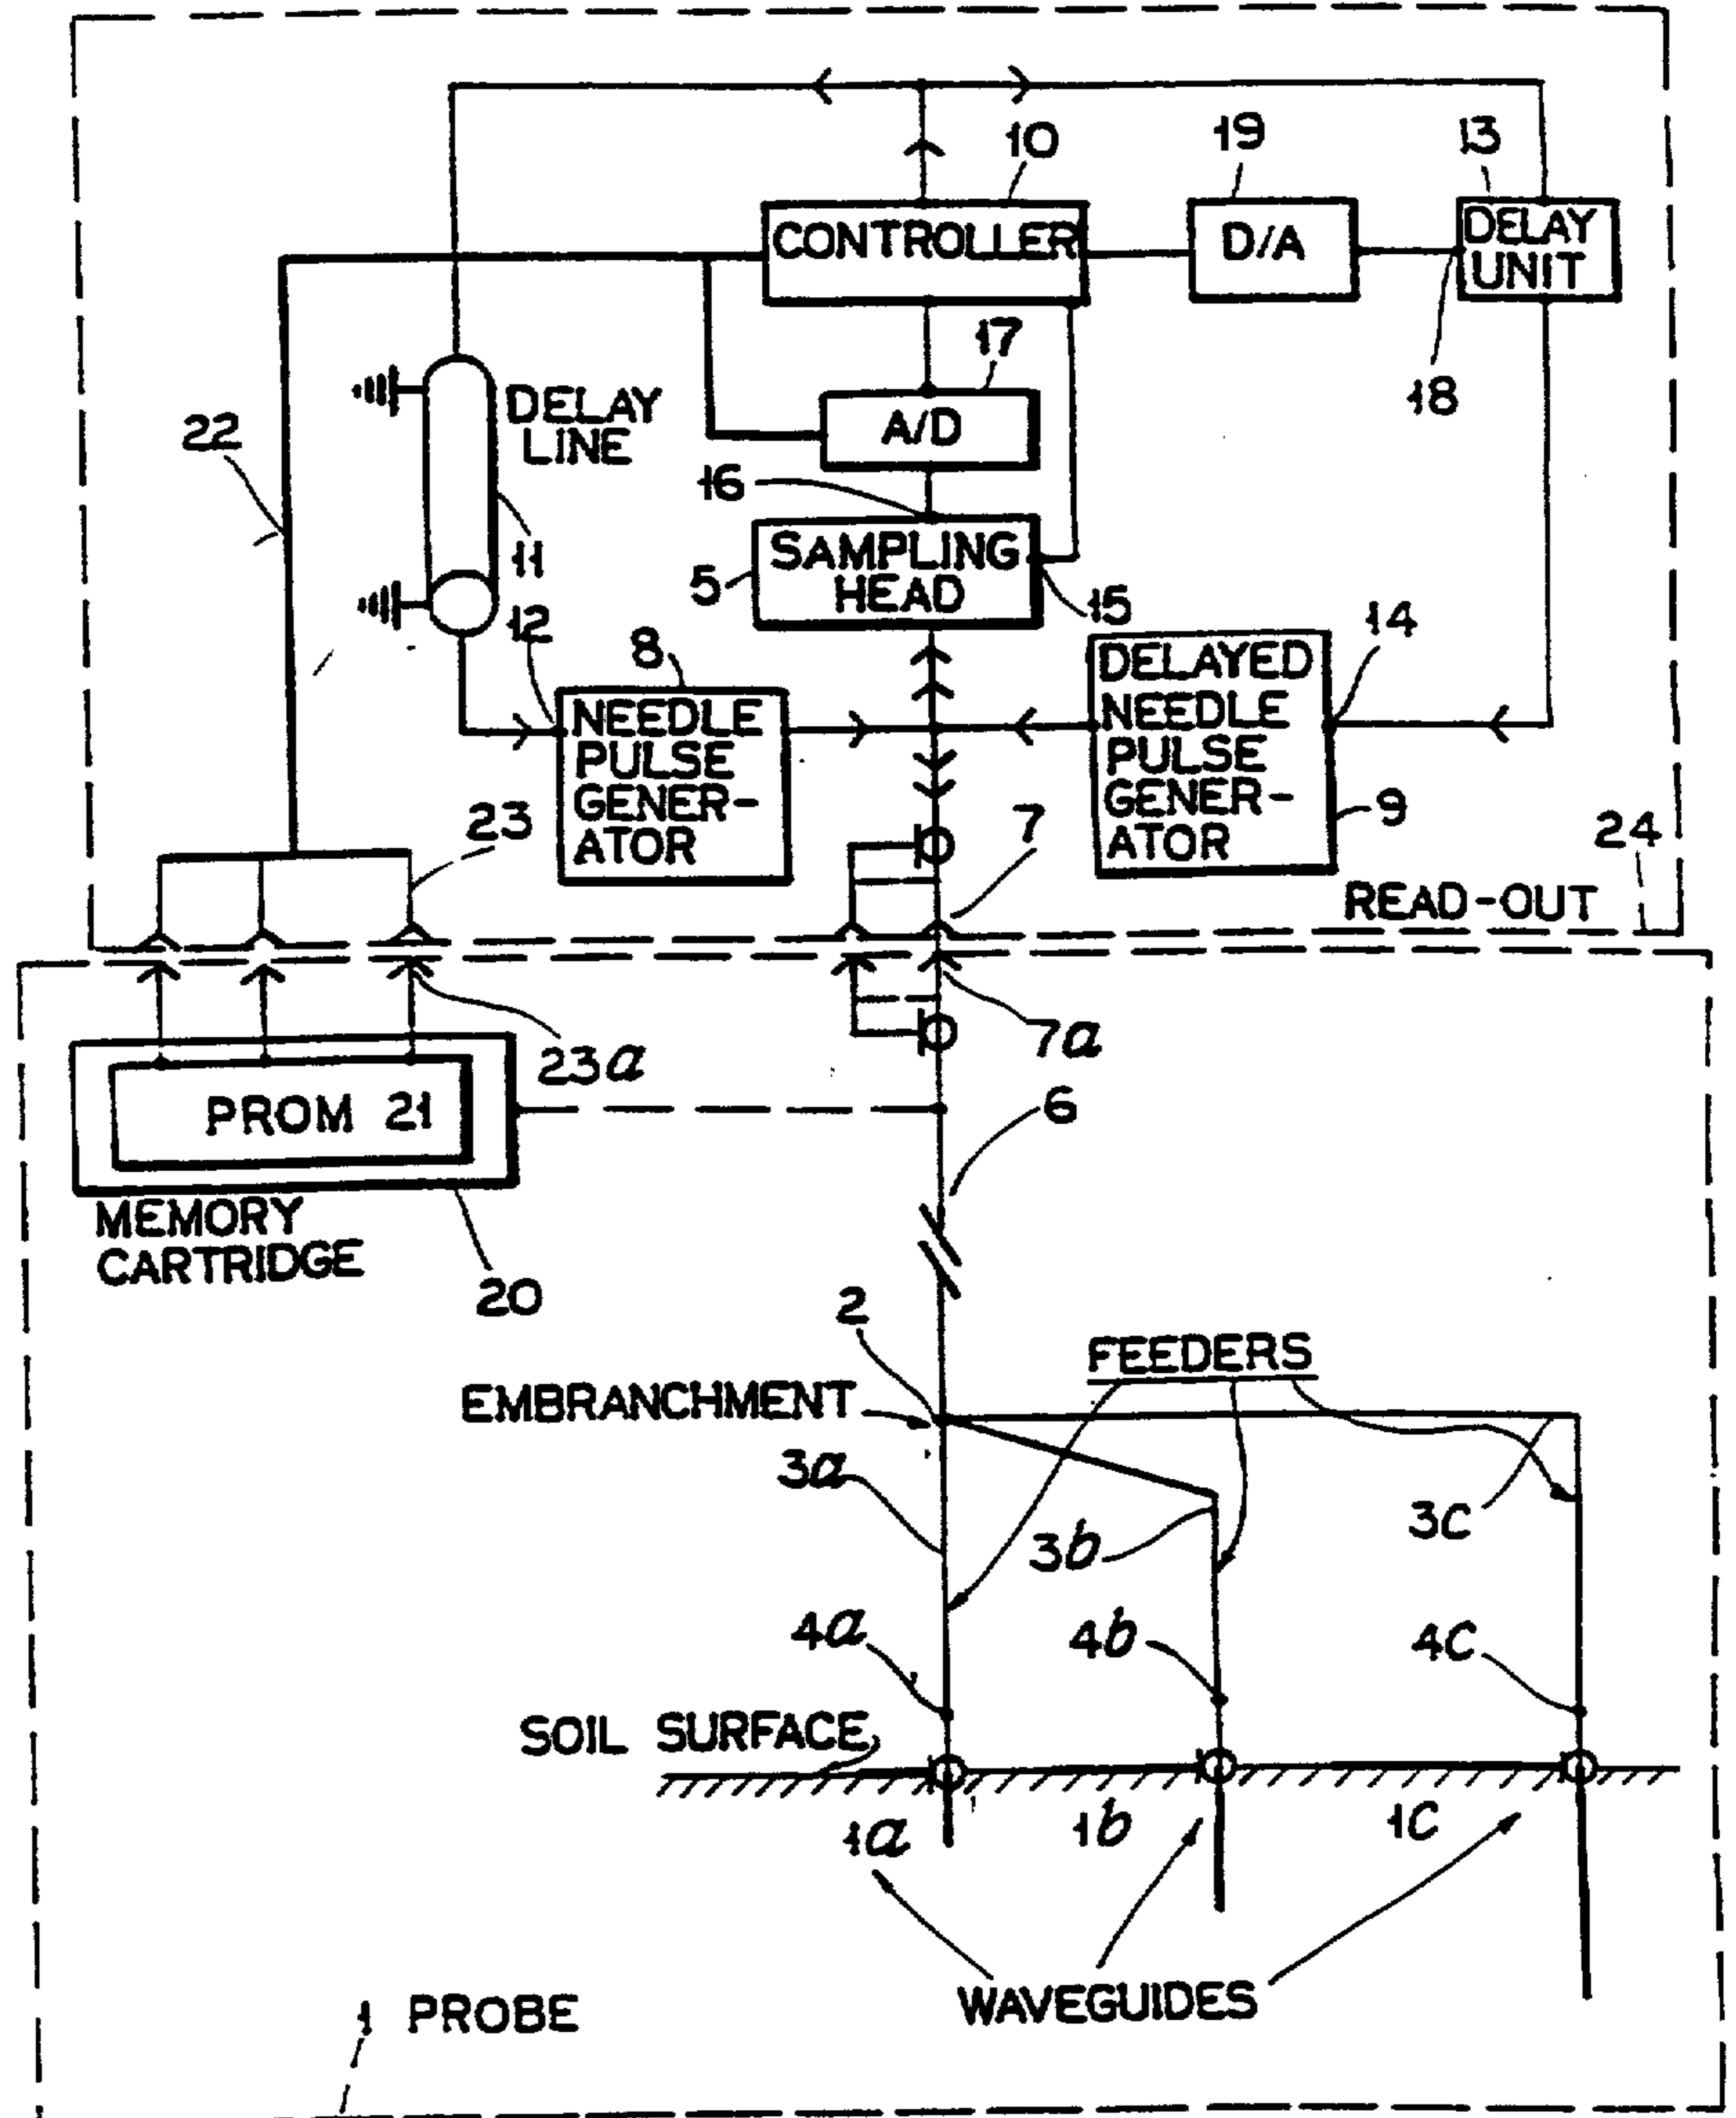 10
19
13
CONTROLLER
D/A
DELAY
UNIT
17
18
22
DELAY
LINE
A/D
16
11
SAMPLING
HEAD
5
15
12
8
14
DELAYED
NEEDLE
PULSE
GENER-
ATOR
NEEDLE
PULSE
GENER-
ATOR
9
23
7
24
READ-OUT
23a
7a
PROM 21
6
MEMORY
CARTRIDGE
20
2
FEEDERS
EMBRANCHMENT
3a
3b
3c
4a
4b
4c
SOIL SURFACE
1a
1b
1c
WAVEGUIDES
1 PROBE